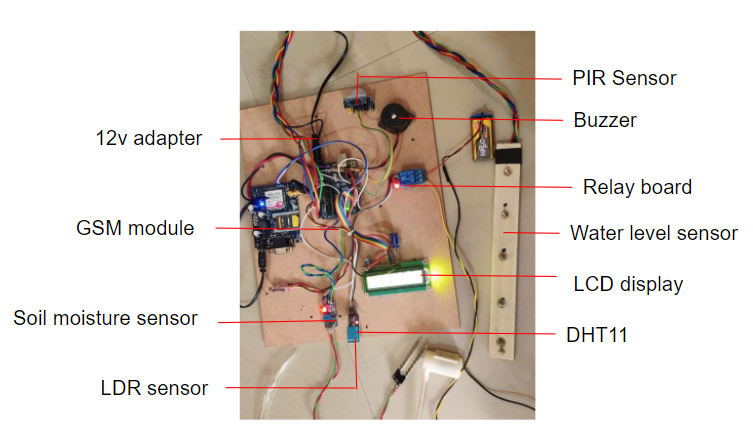 PIR Sensor
Buzzer
12v adapter
Relay board
GSM module
Water level sensor
LCD display
Soil moisture sensor
DHT11
LDR sensor